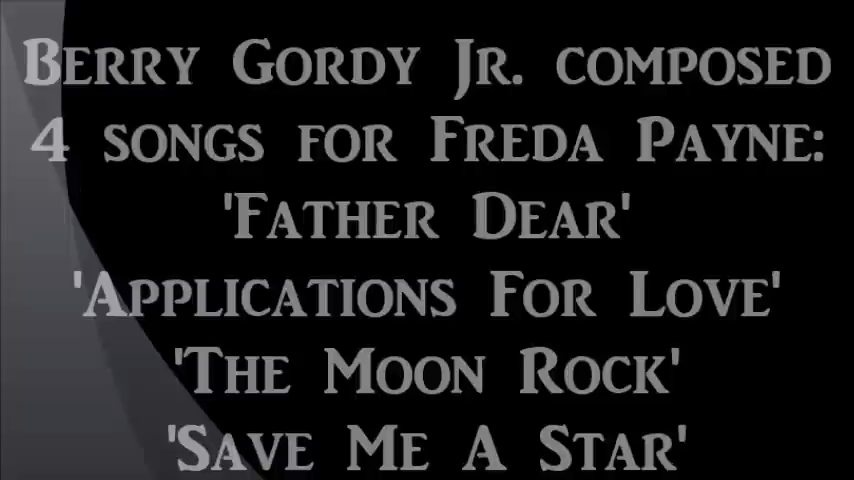 Berry Gordy Jr. composed
4 songs for Freda Payne:
'Father Dear'
'Applications For Love'
'The Moon Rock'
'Save Me A Star'